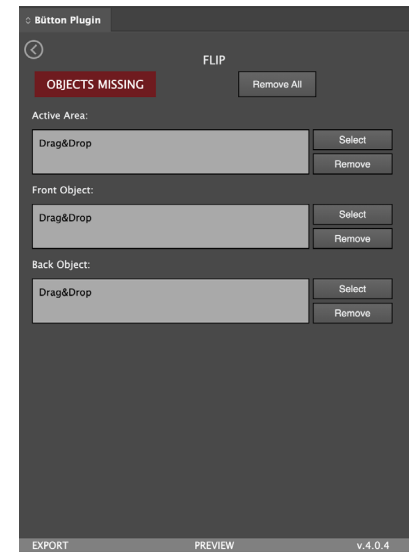 Bütton Plugin
FLIP
OBJECTS MISSING
Remove All
Active Area:
Drag&Drop
Select
Remove
Front Object:
Drag&Drop
Select
Remove
Back Object:
Drag&Drop
Select
Remove
EXPORT PREVIEW v.4.0.4